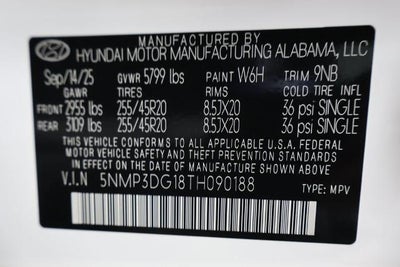 MANUFACTURED BY
HYUNDAI MOTOR MANUFACTURING ALABAMA, LLC
Sep/14/25 GVWR 5799 lbs PAINT W6H TRIM 9NB
GAWR TIRES RIMS COLD TIRE INFL
FRONT 2955 lbs 255/45R20 8.5JX20 36 psi SINGLE
REAR 3109 lbs 255/45R20 8.5JX20 36 psi SINGLE
THIS VEHICLE CONFORMS TO ALL APPLICABLE U.S.A. FEDERAL
MOTOR VEHICLE SAFETY AND THEFT PREVENTION STANDARDS
IN EFFECT ON THE DATE OF MANUFACTURE SHOWN ABOVE.
V.I.N 5NMP3DG18TH090188 TYPE: MPV